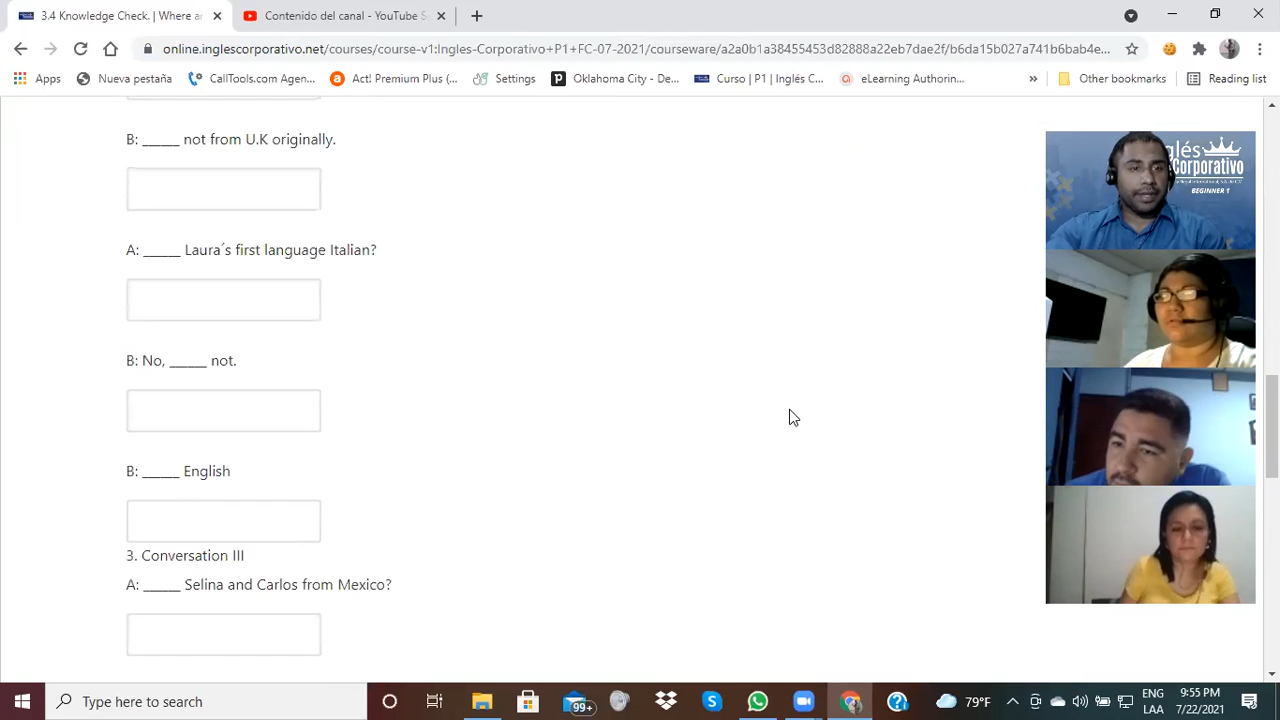 3.4 Knowledge Check. | Where ar
Contenido del canal - YouTube S
online.inglescorporativo.net/courses/course-v1:Ingles-Corporativo+P1+FC-07-2021/courseware/a2a0b1a38455453d82888a22eb7dae2f/b6da15b027a741b6bab4e...
Apps
Nueva pestaña
CallTools.com Agen...
Act! Premium Plus (...
Settings
Oklahoma City - De...
Curso | P1 | Inglés C...
eLearning Authorin...
»
Other bookmarks
Reading list
B: _____ not from U.K originally.
A: _____ Laura´s first language Italian?
B: No, _____ not.
B: _____ English
3. Conversation III
A: _____ Selina and Carlos from Mexico?
glés
Corporativo
BEGINNER 1
Type here to search
99+
79°F
ENG
LAA
9:55 PM
7/22/2021